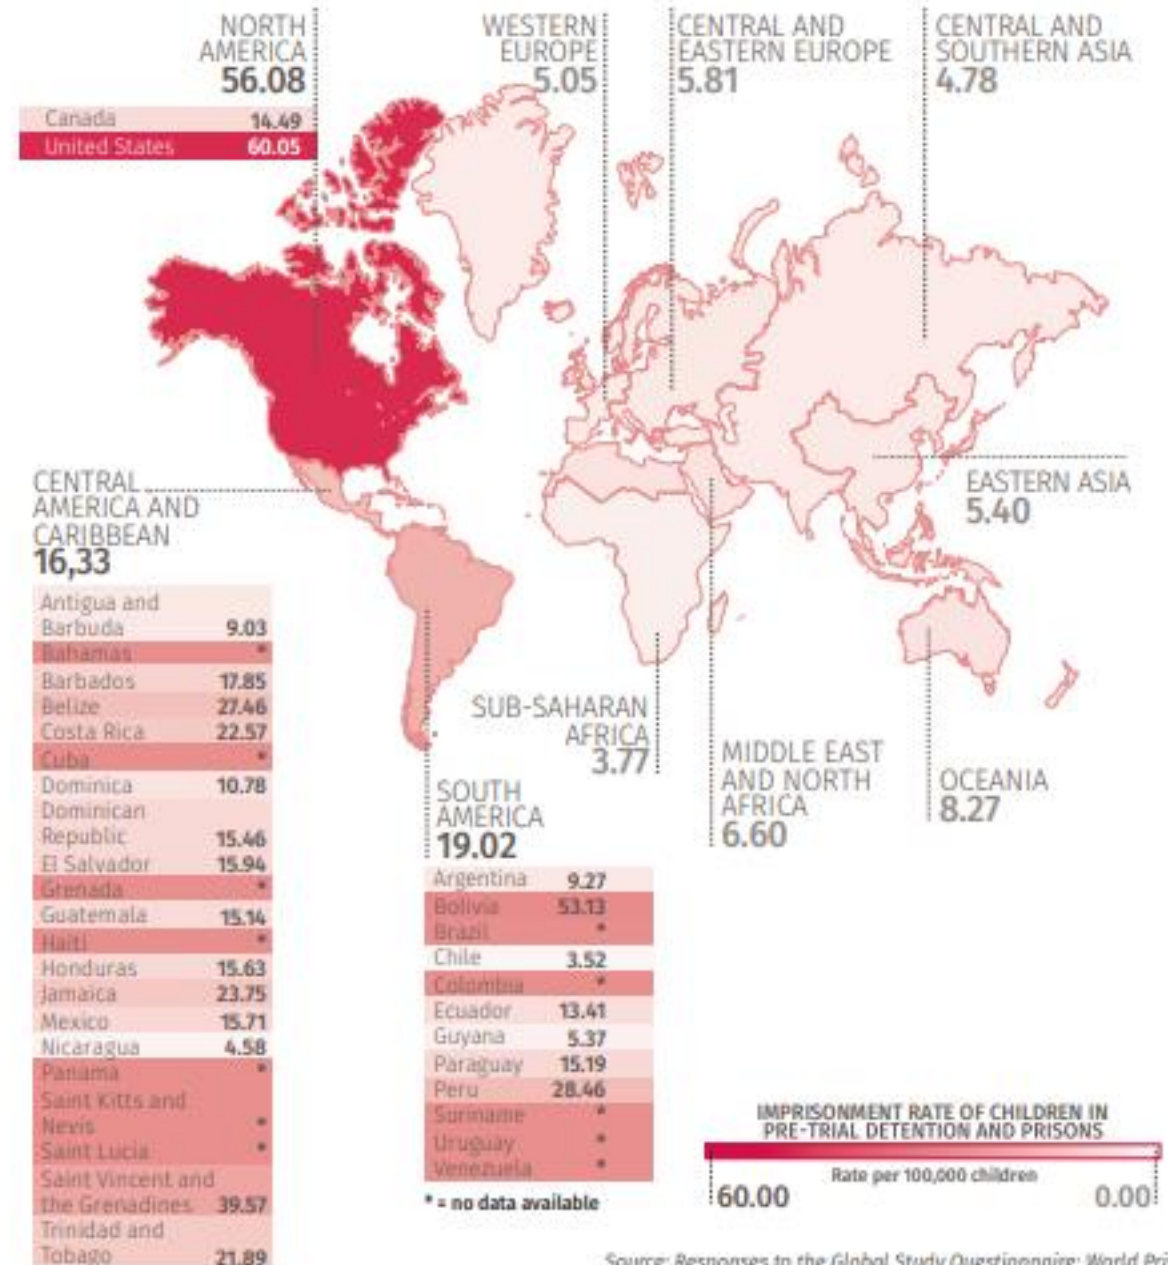 NORTH
AMERICA
56.08
Canada 14.49
United States 60.05
WESTERN
EUROPE
5.05
CENTRAL AND
EASTERN EUROPE
5.81
CENTRAL AND
SOUTHERN ASIA
4.78
EASTERN ASIA
5.40
CENTRAL
AMERICA AND
CARIBBEAN
16,33
Antigua and
Barbuda 9.03
Bahamas *
Barbados 17.85
Belize 27.46
Costa Rica 22.57
Cuba *
Dominica 10.78
Dominican
Republic 15.46
El Salvador 15.94
Grenada *
Guatemala 15.14
Haiti *
Honduras 15.63
Jamaica 23.75
Mexico 15.71
Nicaragua 4.58
Panama *
Saint Kitts and
Nevis *
Saint Lucia *
Saint Vincent and
the Grenadines 39.57
Trinidad and
Tobago 21.89
SUB-SAHARAN
AFRICA
3.77
SOUTH
AMERICA
19.02
Argentina 9.27
Bolivia 53.13
Brazil *
Chile 3.52
Colombia *
Ecuador 13.41
Guyana 5.37
Paraguay 15.19
Peru 28.46
Suriname *
Uruguay *
Venezuela *
* = no data available
MIDDLE EAST
AND NORTH
AFRICA
6.60
OCEANIA
8.27
IMPRISONMENT RATE OF CHILDREN IN
PRE-TRIAL DETENTION AND PRISONS
Rate per 100,000 children
60.00 0.00
Source: Responses to the Global Study Questionnaire; World